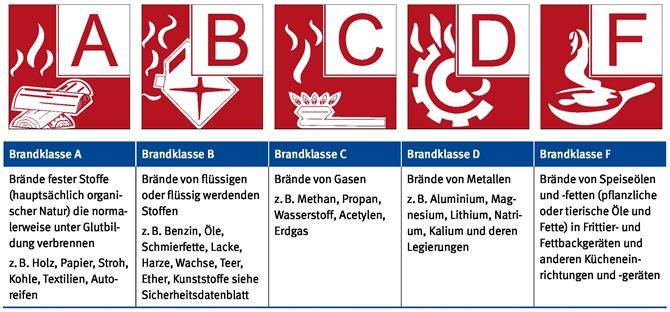 A
B
C
D
F
Brandklasse A
Brände fester Stoffe
(hauptsächlich organi-
scher Natur) die norma-
lerweise unter Glutbil-
dung verbrennen
z. B. Holz, Papier, Stroh,
Kohle, Textilien, Auto-
reifen
Brandklasse B
Brände von flüssigen
oder flüssig werdenden
Stoffen
z. B. Benzin, Öle,
Schmierfette, Lacke,
Harze, Wachse, Teer,
Ether, Kunststoffe siehe
Sicherheitsdatenblatt
Brandklasse C
Brände von Gasen
z. B. Methan, Propan,
Wasserstoff, Acetylen,
Erdgas
Brandklasse D
Brände von Metallen
z. B. Aluminium, Mag-
nesium, Lithium, Natri-
um, Kalium und deren
Legierungen
Brandklasse F
Brände von Speiseölen
und -fetten (pflanzliche
oder tierische Öle und
Fette) in Frittier- und
Fettbackgeräten und
anderen Kücheneinein-
richtungen und -geräten